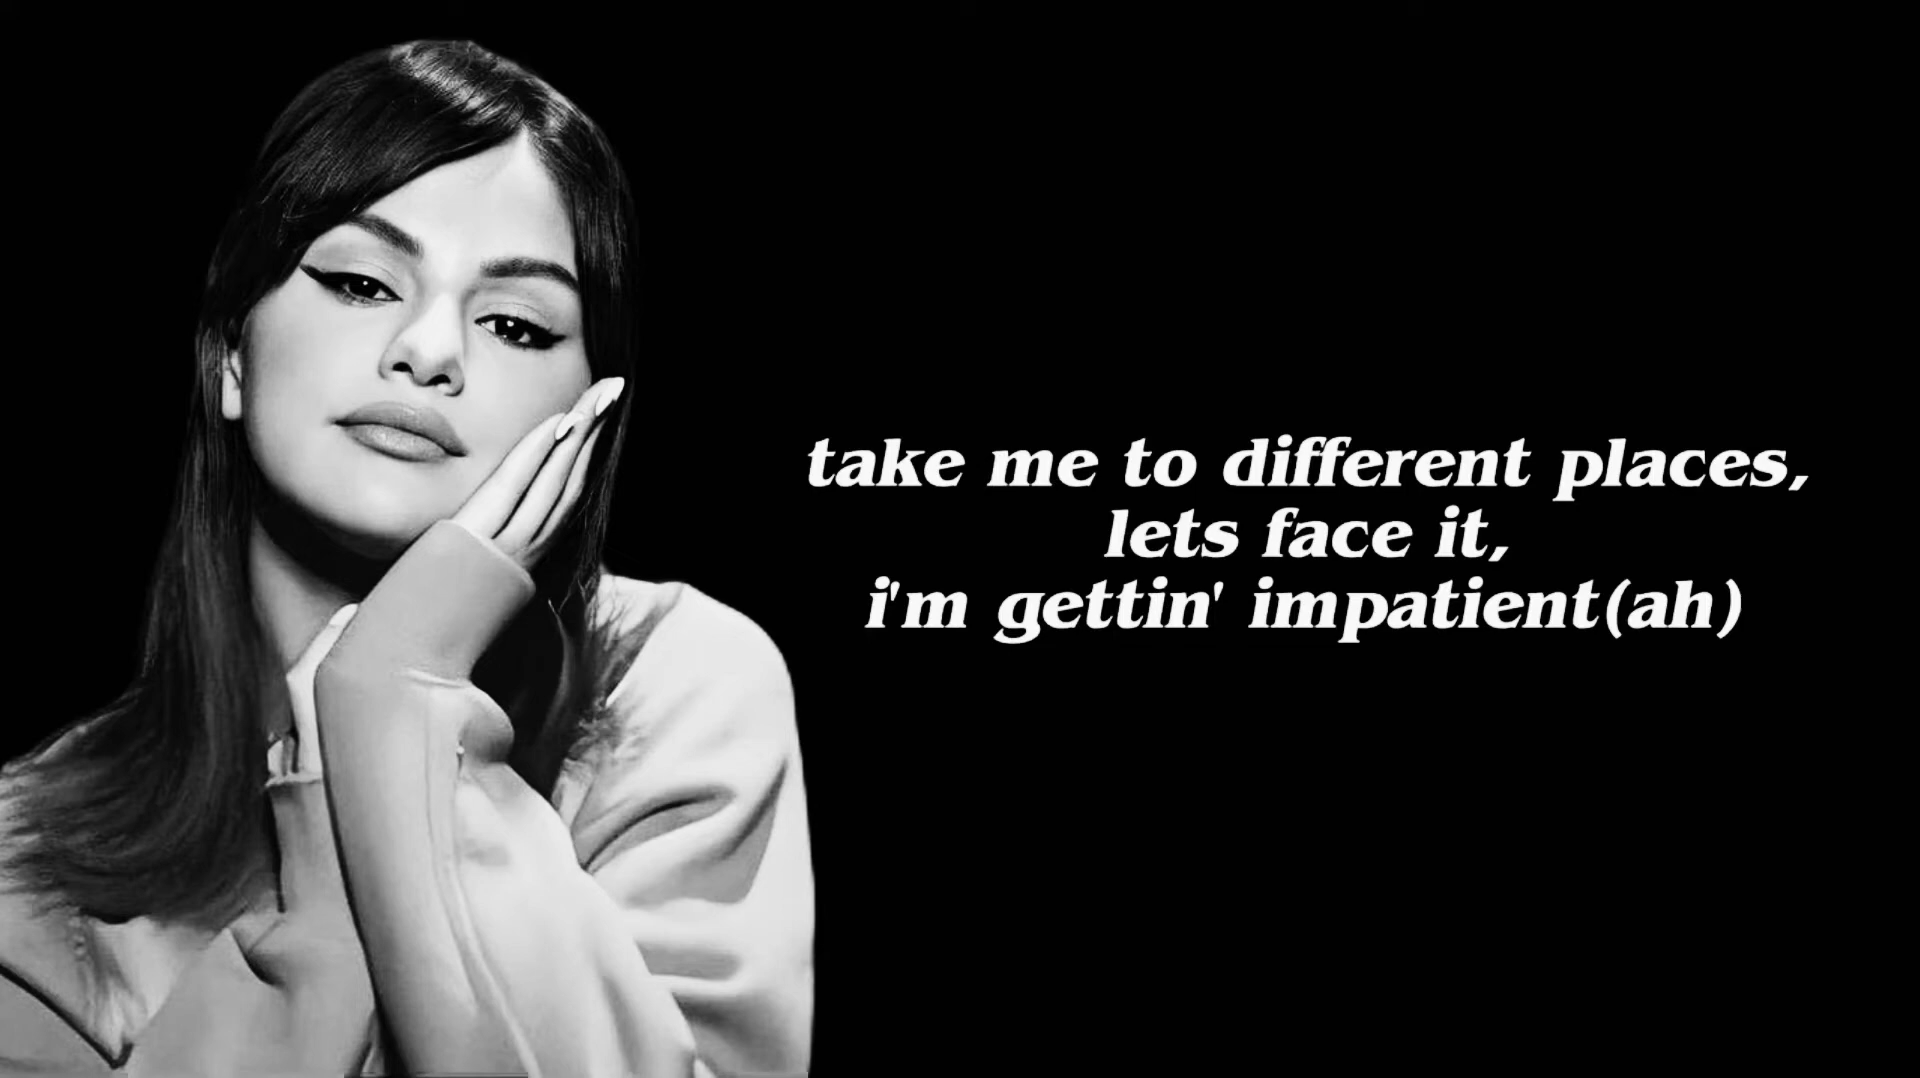 take me to different places,
lets face it,
i'm gettin' impatient(ah)